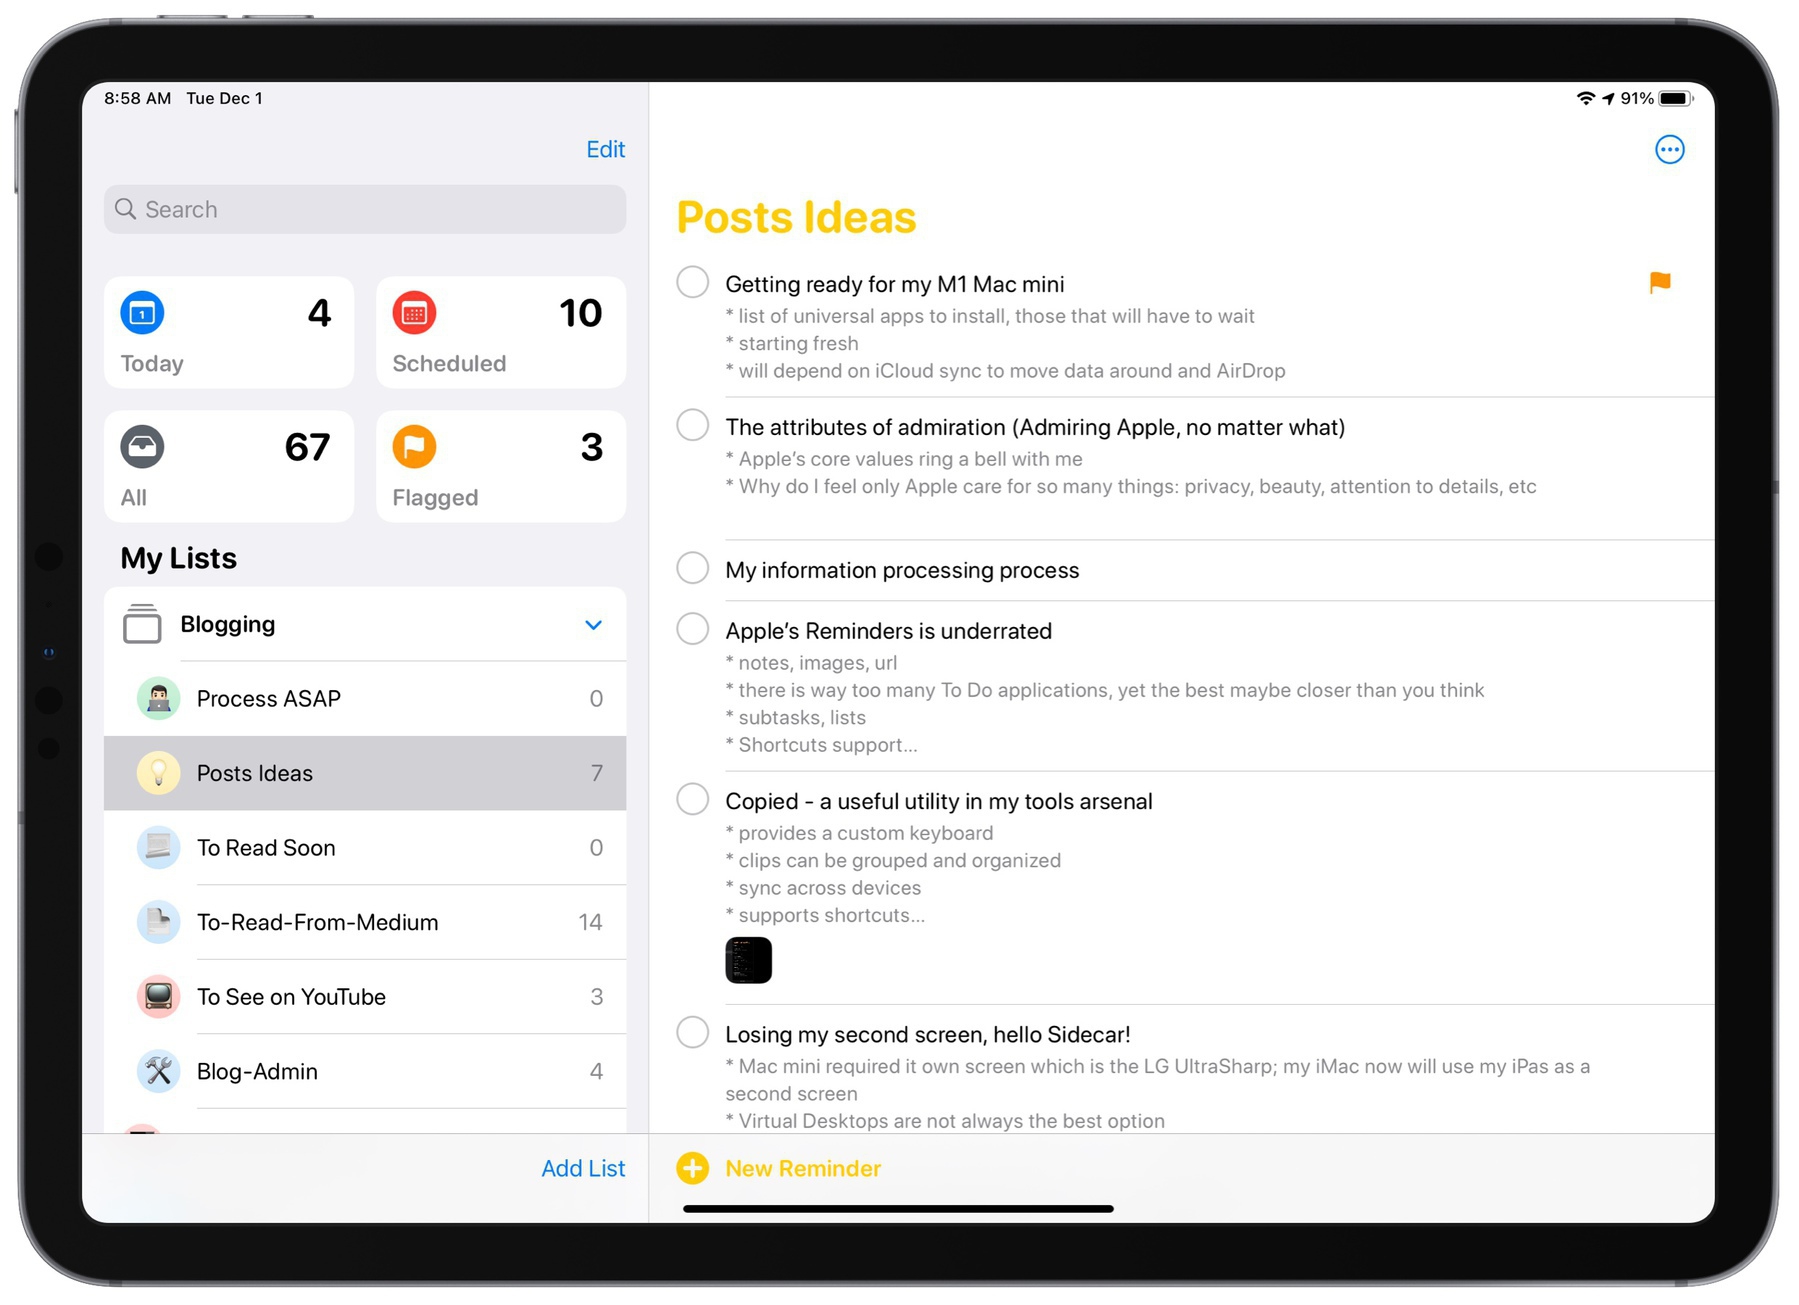 8:58 AM Tue Dec 1
91%
Edit
Search
4
Today
10
Scheduled
67
All
3
Flagged
My Lists
Blogging
Process ASAP 0
Posts Ideas 7
To Read Soon 0
To-Read-From-Medium 14
To See on YouTube 3
Blog-Admin 4
Add List
Posts Ideas
Getting ready for my M1 Mac mini
* list of universal apps to install, those that will have to wait
* starting fresh
* will depend on iCloud sync to move data around and AirDrop
The attributes of admiration (Admiring Apple, no matter what)
* Apple’s core values ring a bell with me
* Why do I feel only Apple care for so many things: privacy, beauty, attention to details, etc
My information processing process
Apple’s Reminders is underrated
* notes, images, url
* there is way too many To Do applications, yet the best maybe closer than you think
* subtasks, lists
* Shortcuts support...
Copied - a useful utility in my tools arsenal
* provides a custom keyboard
* clips can be grouped and organized
* sync across devices
* supports shortcuts...
Losing my second screen, hello Sidecar!
* Mac mini required it own screen which is the LG UltraSharp; my iMac now will use my iPas as a
second screen
* Virtual Desktops are not always the best option
New Reminder